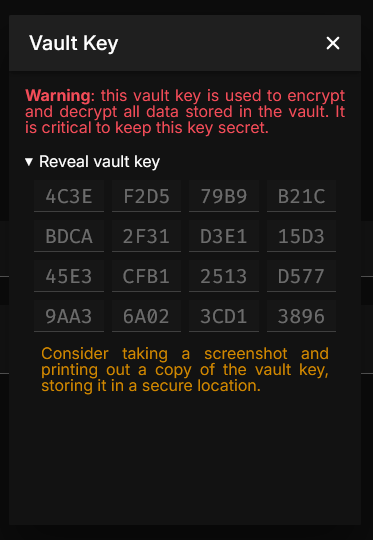 Vault Key
Warning: this vault key is used to encrypt
and decrypt all data stored in the vault. It
is critical to keep this key secret.
Reveal vault key
4C3E F2D5 79B9 B21C
BDCA 2F31 D3E1 15D3
45E3 CFB1 2513 D577
9AA3 6A02 3CD1 3896
Consider taking a screenshot and
printing out a copy of the vault key,
storing it in a secure location.